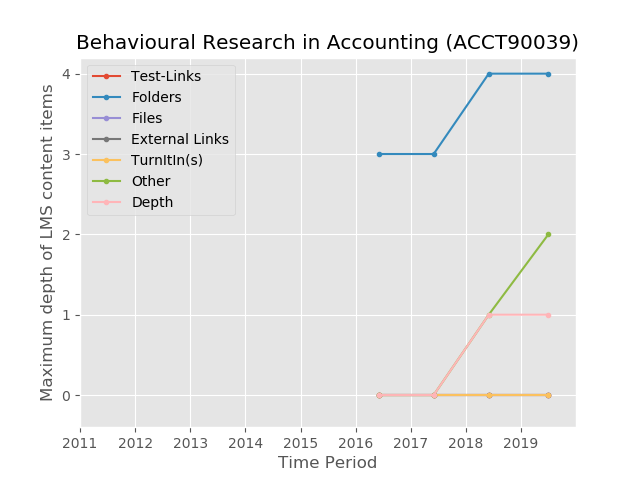 Behavioural Research in Accounting (ACCT90039)
Test-Links
Folders
Files
External Links
TurnItIn(s)
Other
Depth
Maximum depth of LMS content items
4
3
2
1
0
2011 2012 2013 2014 2015 2016 2017 2018 2019
Time Period